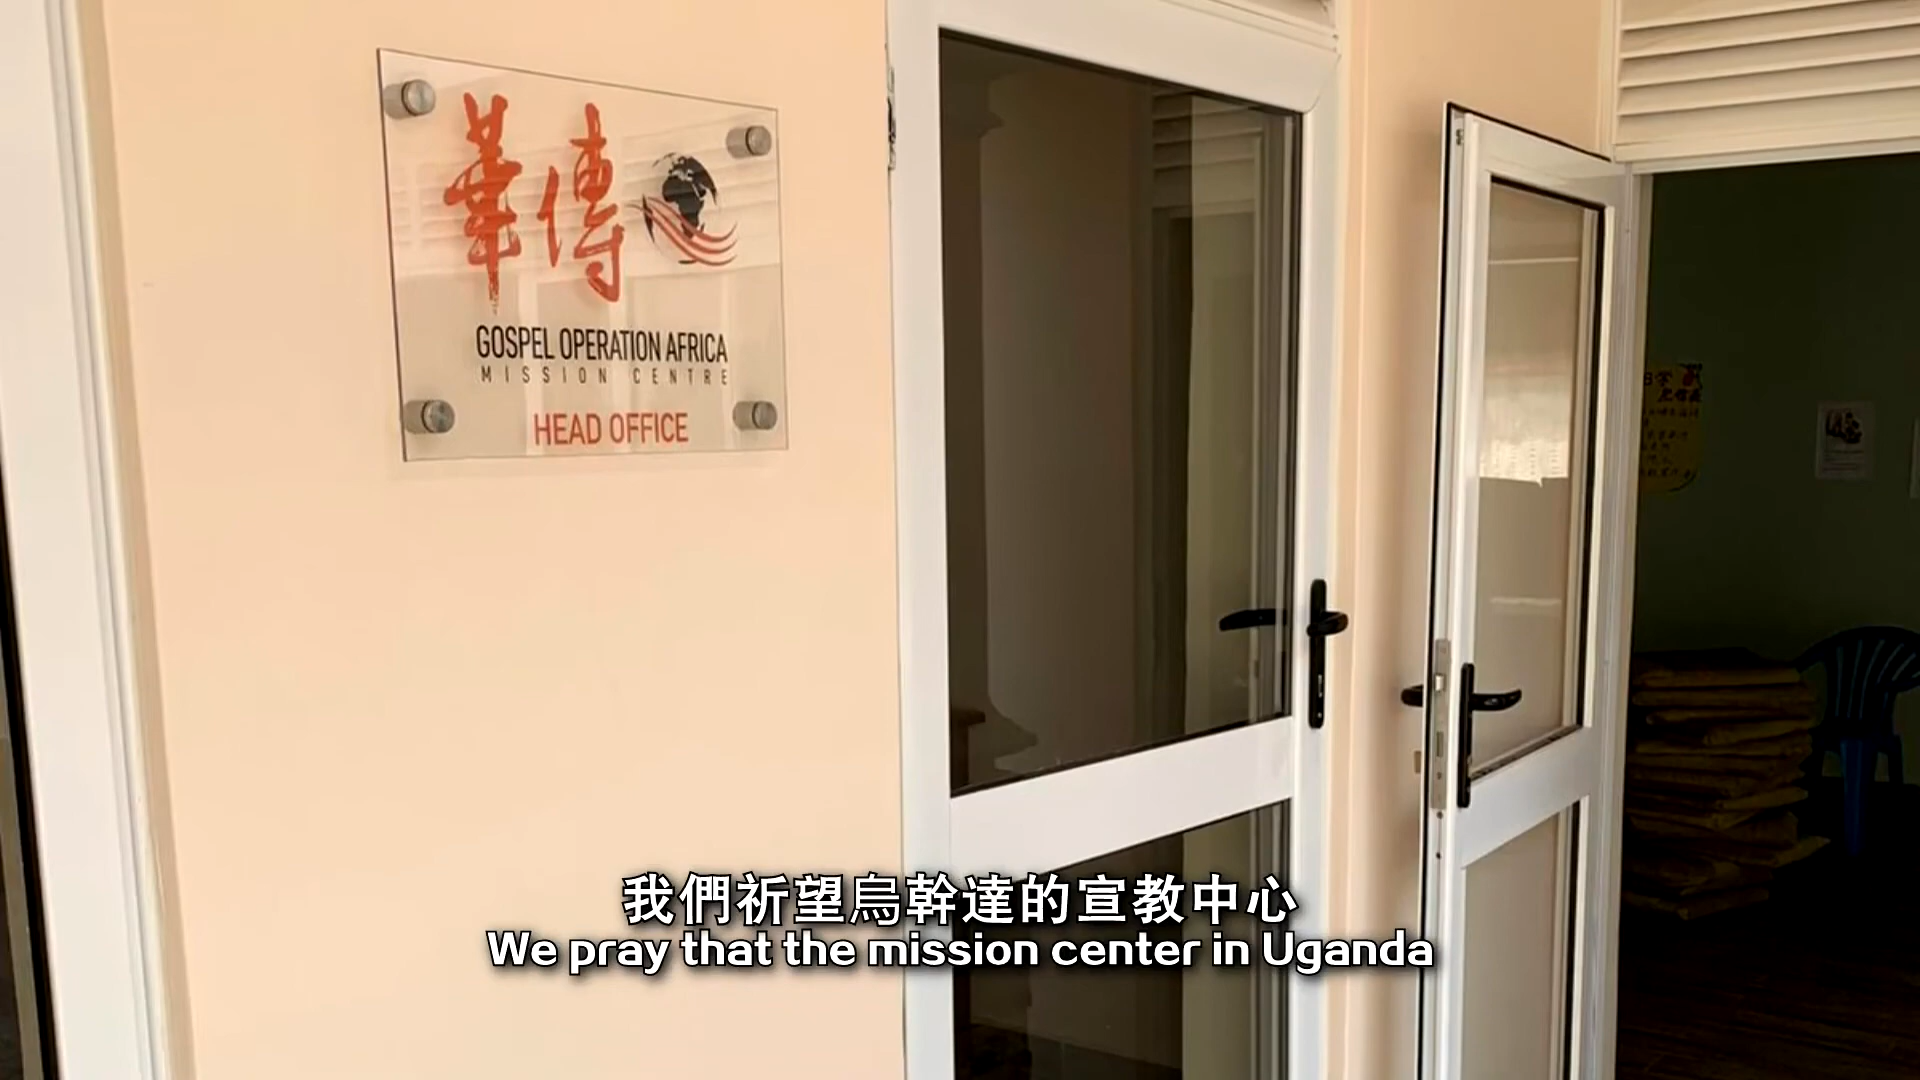 華傳
GOSPEL OPERATION AFRICA
MISSION CENTRE
HEAD OFFICE
我們祈望烏幹達的宣教中心
We pray that the mission center in Uganda